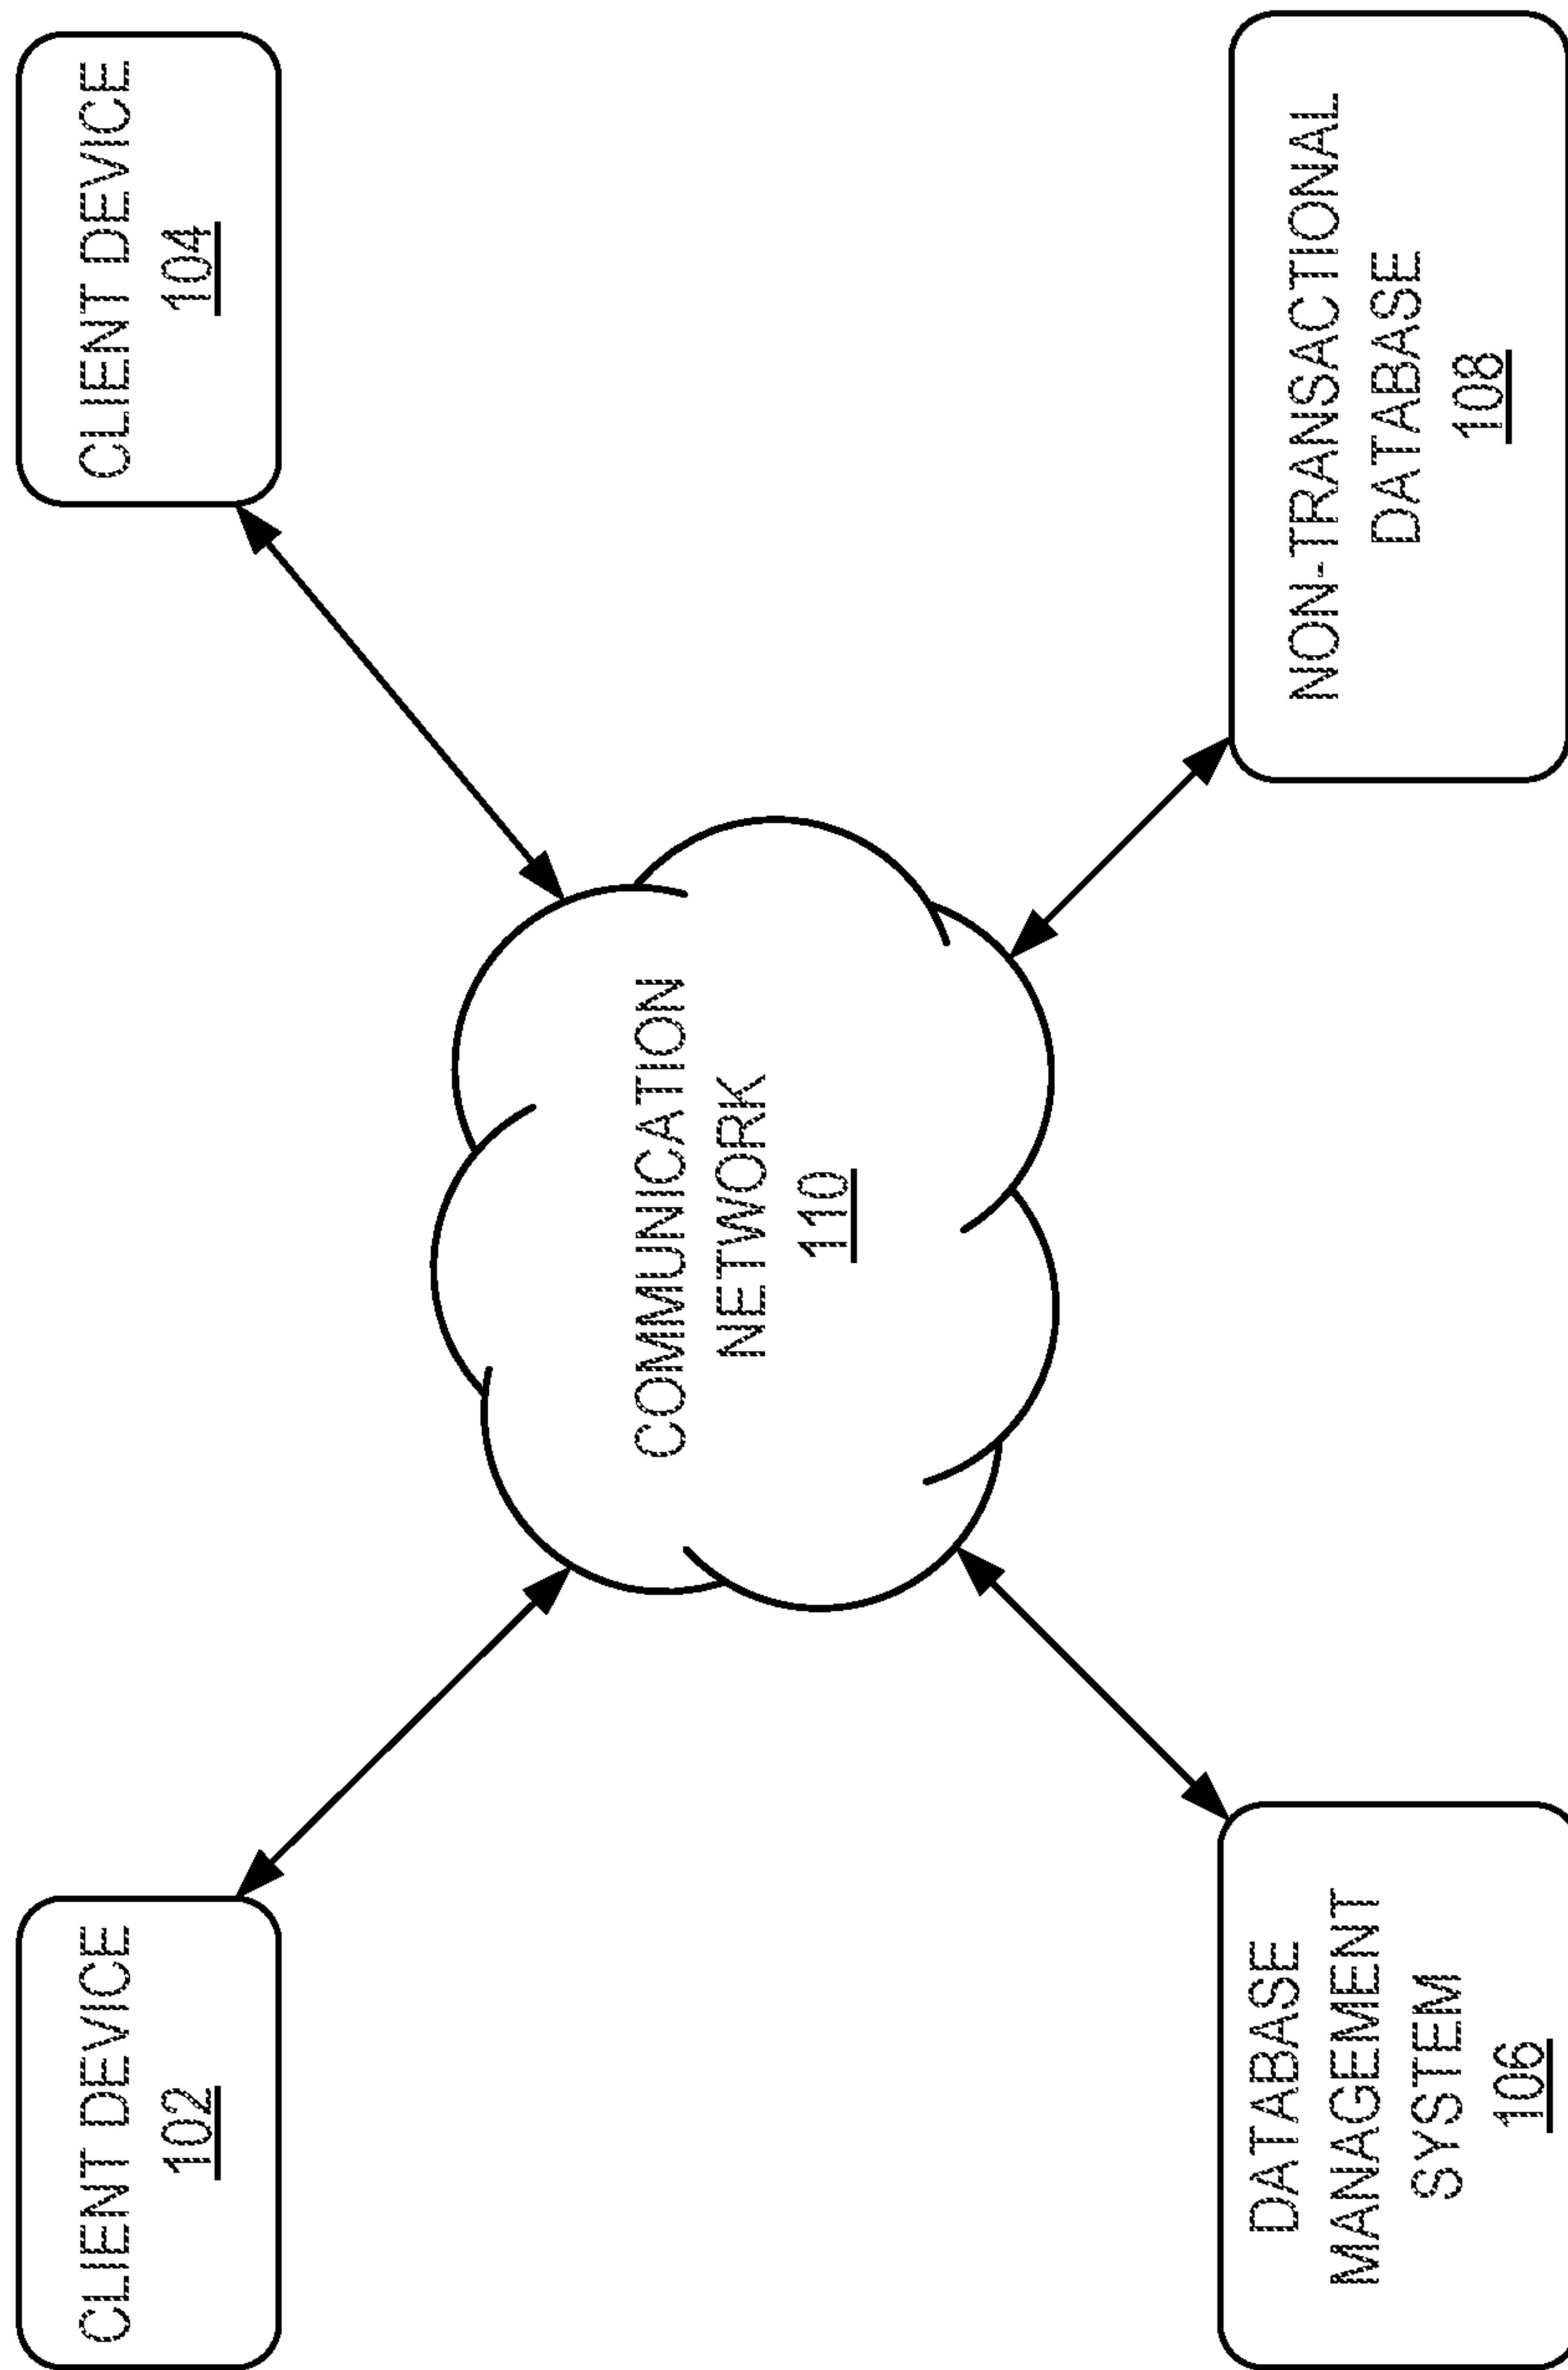 CLIENT DEVICE
102
CLIENT DEVICE
104
COMMUNICATION
NETWORK
110
DATABASE
MANAGEMENT
SYSTEM
106
NON-TRANSACTIONAL
DATABASE
108